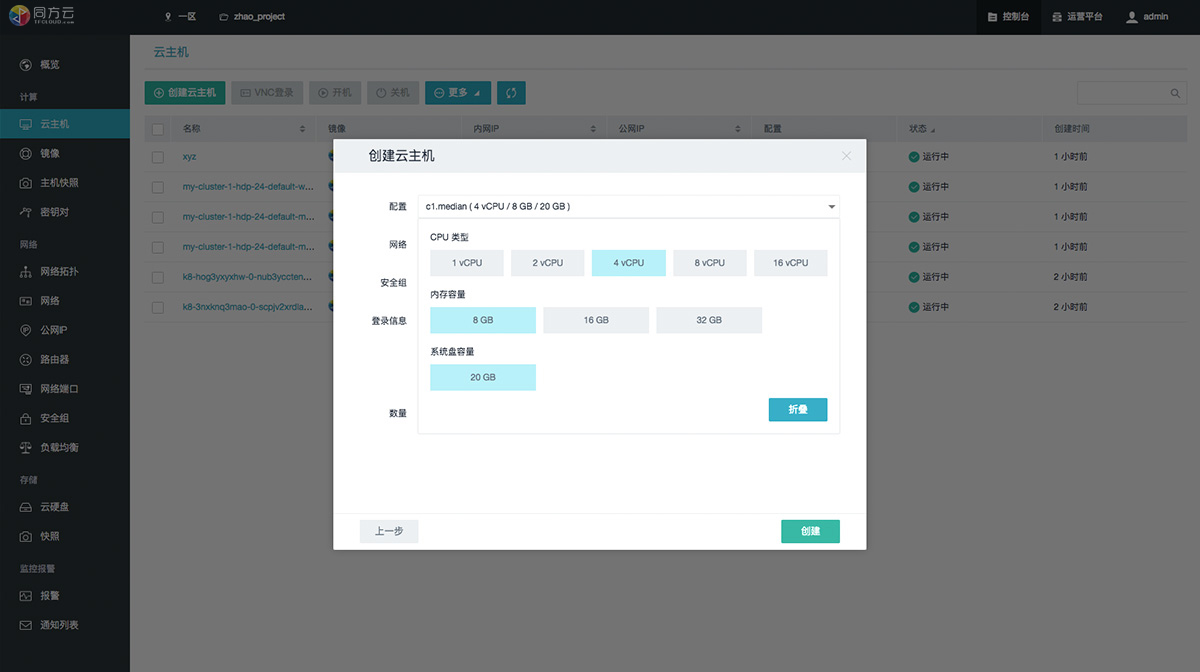 同方云
TFCLOUD.com
一区
zhao_project
控制台
运营平台
admin
概览
计算
云主机
镜像
主机快照
密钥对
网络
网络拓扑
网络
公网IP
路由器
网络端口
安全组
负载均衡
存储
云硬盘
快照
监控报警
报警
通知列表
云主机
创建云主机
VNC登录
开机
关机
更多
名称
镜像
内网IP
公网IP
配置
状态
创建时间
xyz
运行中
1 小时前
my-cluster-1-hdp-24-default-w...
运行中
1 小时前
my-cluster-1-hdp-24-default-m...
运行中
1 小时前
my-cluster-1-hdp-24-default-m...
运行中
1 小时前
k8-hog3yxyxhw-0-nub3yccten...
运行中
2 小时前
k8-3nxknq3mao-0-scpjv2xrdla...
运行中
2 小时前
创建云主机
配置
c1.median ( 4 vCPU / 8 GB / 20 GB )
网络
安全组
登录信息
数量
CPU 类型
1 vCPU
2 vCPU
4 vCPU
8 vCPU
16 vCPU
内存容量
8 GB
16 GB
32 GB
系统盘容量
20 GB
折叠
上一步
创建